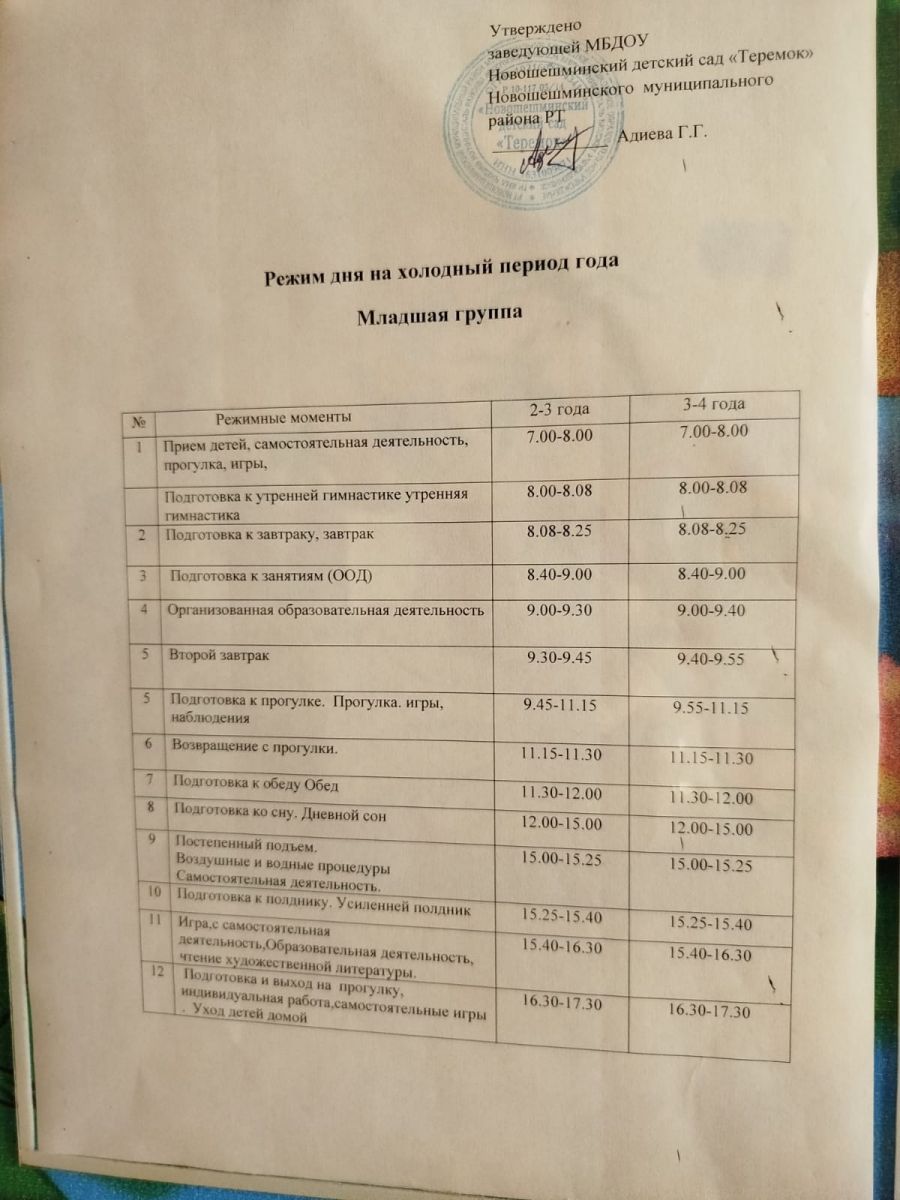 Утверждено
заведующей МБДОУ
Новошешминский детский сад «Теремок»
Новошешминского муниципального
района РТ
Адиева Г.Г.
«Новошешминский
детский сад
«Теремок»
Режим дня на холодный период года
Младшая группа
№ Режимные моменты 2-3 года 3-4 года
1 Прием детей, самостоятельная деятельность, 7.00-8.00 7.00-8.00
прогулка, игры,
Подготовка к утренней гимнастике утренняя 8.00-8.08 8.00-8.08
гимнастика
2 Подготовка к завтраку, завтрак 8.08-8.25 8.08-8.25
3 Подготовка к занятиям (ООД) 8.40-9.00 8.40-9.00
4 Организованная образовательная деятельность 9.00-9.30 9.00-9.40
5 Второй завтрак 9.30-9.45 9.40-9.55
5 Подготовка к прогулке. Прогулка. игры, 9.45-11.15 9.55-11.15
наблюдения
6 Возвращение с прогулки. 11.15-11.30 11.15-11.30
7 Подготовка к обеду Обед 11.30-12.00 11.30-12.00
8 Подготовка ко сну. Дневной сон 12.00-15.00 12.00-15.00
9 Постепенный подъем. 15.00-15.25 15.00-15.25
Воздушные и водные процедуры
Самостоятельная деятельность.
10 Подготовка к полднику. Усиленней полдник 15.25-15.40 15.25-15.40
11 Игра,с самостоятельная 15.40-16.30 15.40-16.30
деятельность,Образовательная деятельность,
чтение художественной литературы.
12 Подготовка и выход на прогулку, 16.30-17.30 16.30-17.30
индивидуальная работа,самостоятельные игры
. Уход детей домой